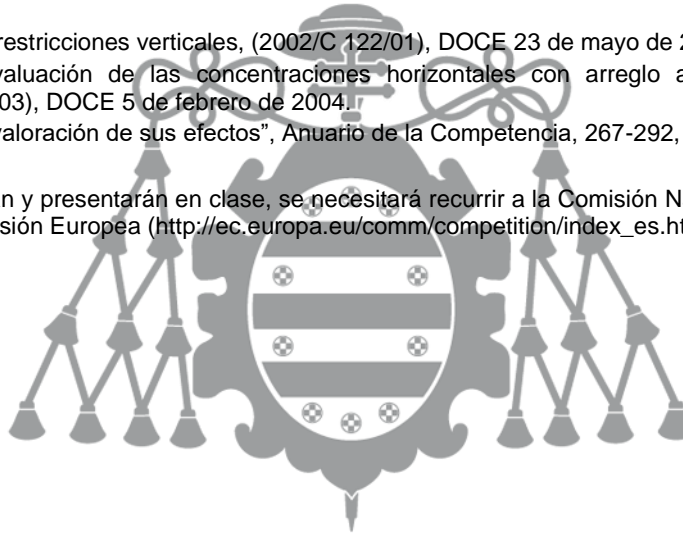 restricciones verticales, (2002/C 122/01), DOCE 23 de mayo de
valuación de las concentraciones horizontales con arreglo a
03), DOCE 5 de febrero de 2004.
valoración de sus efectos”, Anuario de la Competencia, 267-292,
n y presentarán en clase, se necesitará recurrir a la Comisión N
sión Europea (http://ec.europa.eu/comm/competition/index_es.ht